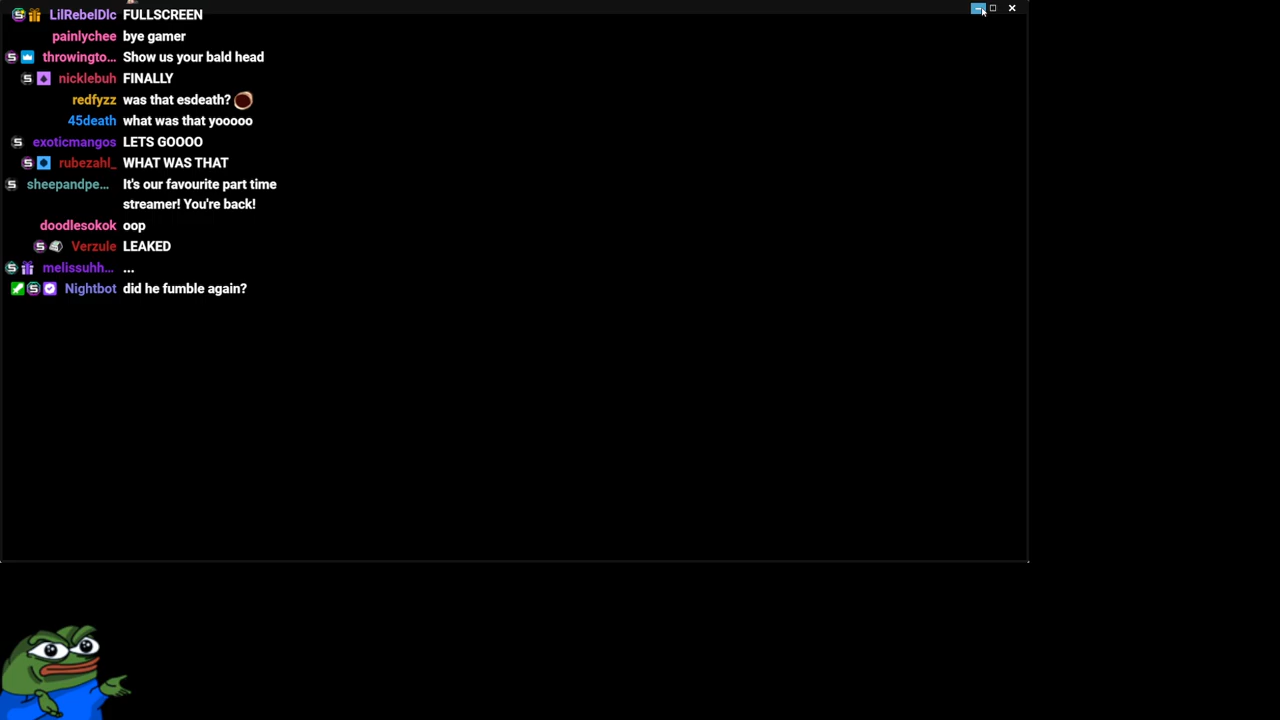 LilRebelDlc FULLSCREEN
painlychee bye gamer
throwingto... Show us your bald head
nicklebuh FINALLY
redfyzz was that esdeath?
45death what was that yooooo
exoticmangos LETS GOOOO
rubezahl_ WHAT WAS THAT
sheepandpe... It's our favourite part time
streamer! You're back!
doodlesokok oop
Verzule LEAKED
melissuhh... ...
Nightbot did he fumble again?